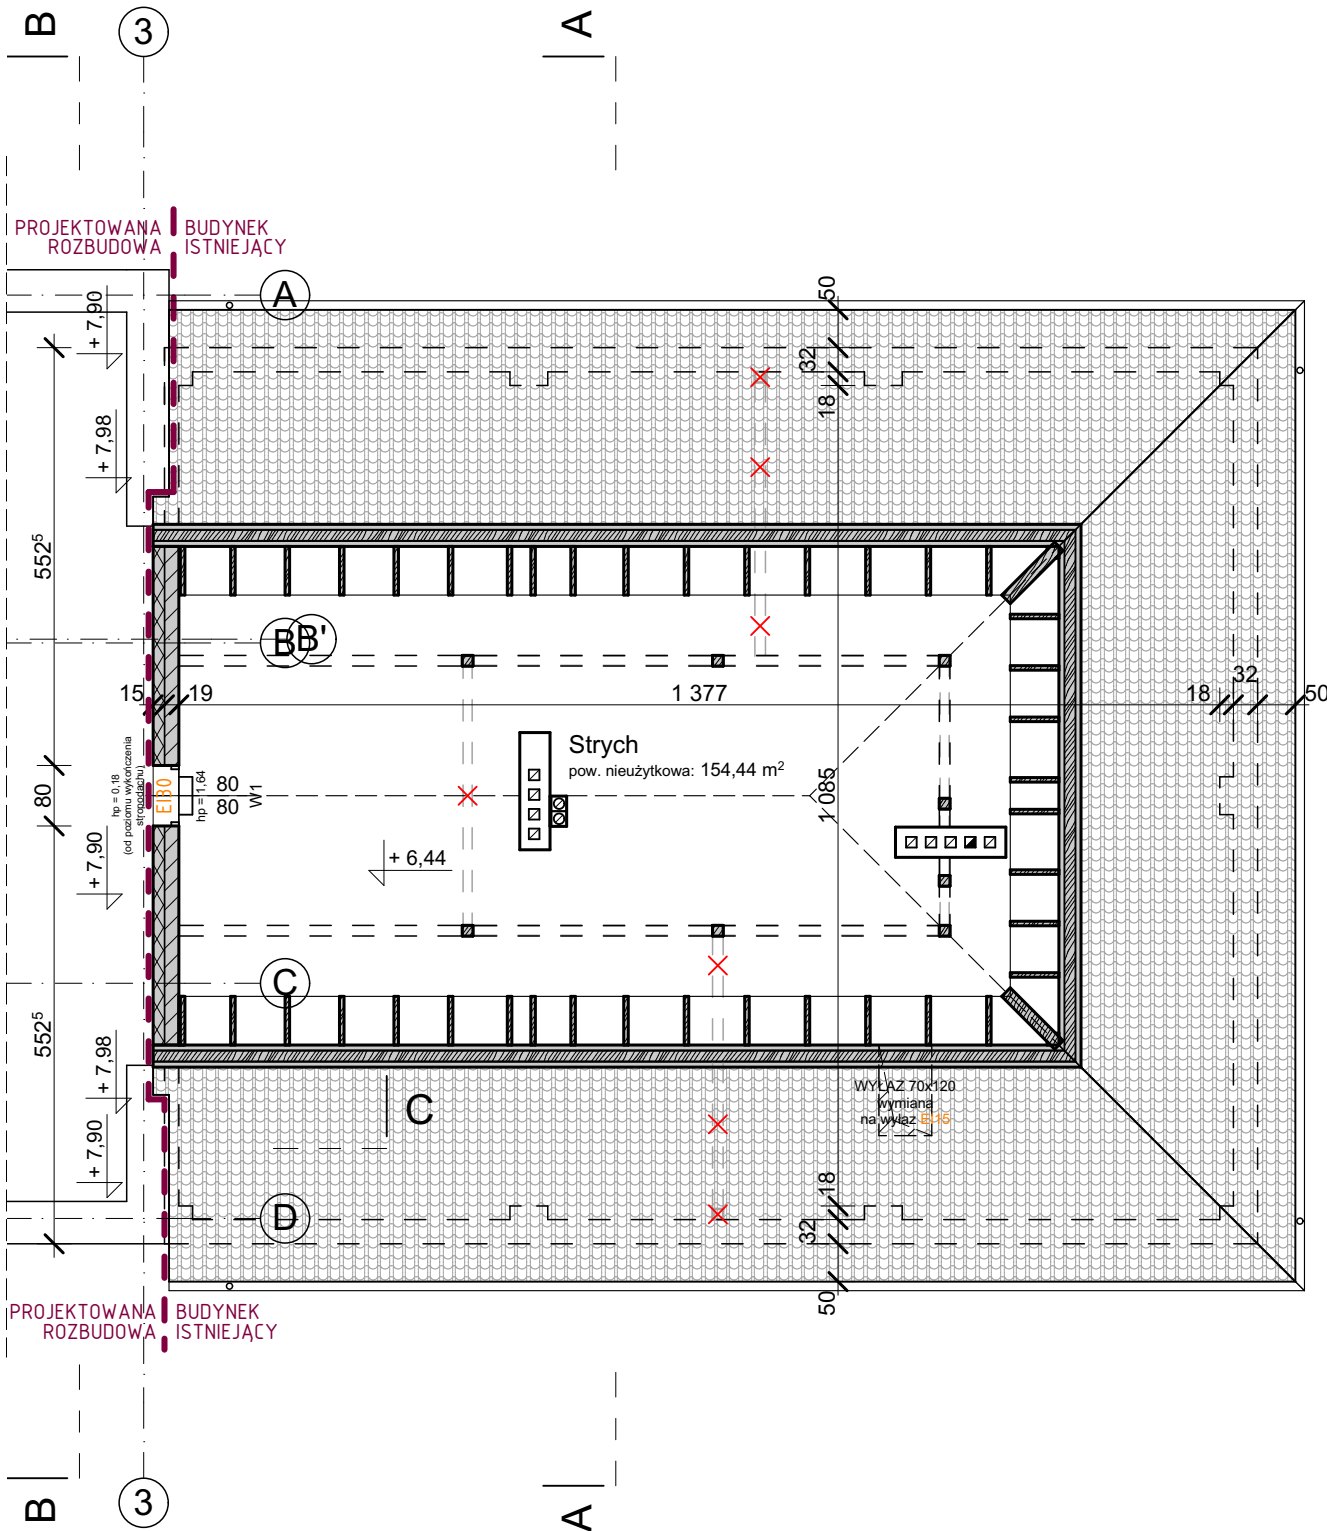 B
3
A
PROJEKTOWANA
ROZBUDOWA
BUDYNEK
ISTNIEJĄCY
A
+ 7,90
50
32
18
+ 7,98
552⁵
B
B'
15
19
1 377
18
32
50
Strych
pow. nieużytkowa: 154,44 m²
1 085
80
hp = 0,18
(od poziomu wykończenia
stropodachu)
EI30
hp = 1,64
80
80
W1
+ 7,90
+ 6,44
C
552⁵
+ 7,98
+ 7,90
C
WYŁAZ 70x120
wymiana
na wyłaz EI15
D
18
32
50
PROJEKTOWANA
ROZBUDOWA
BUDYNEK
ISTNIEJĄCY
B
3
A